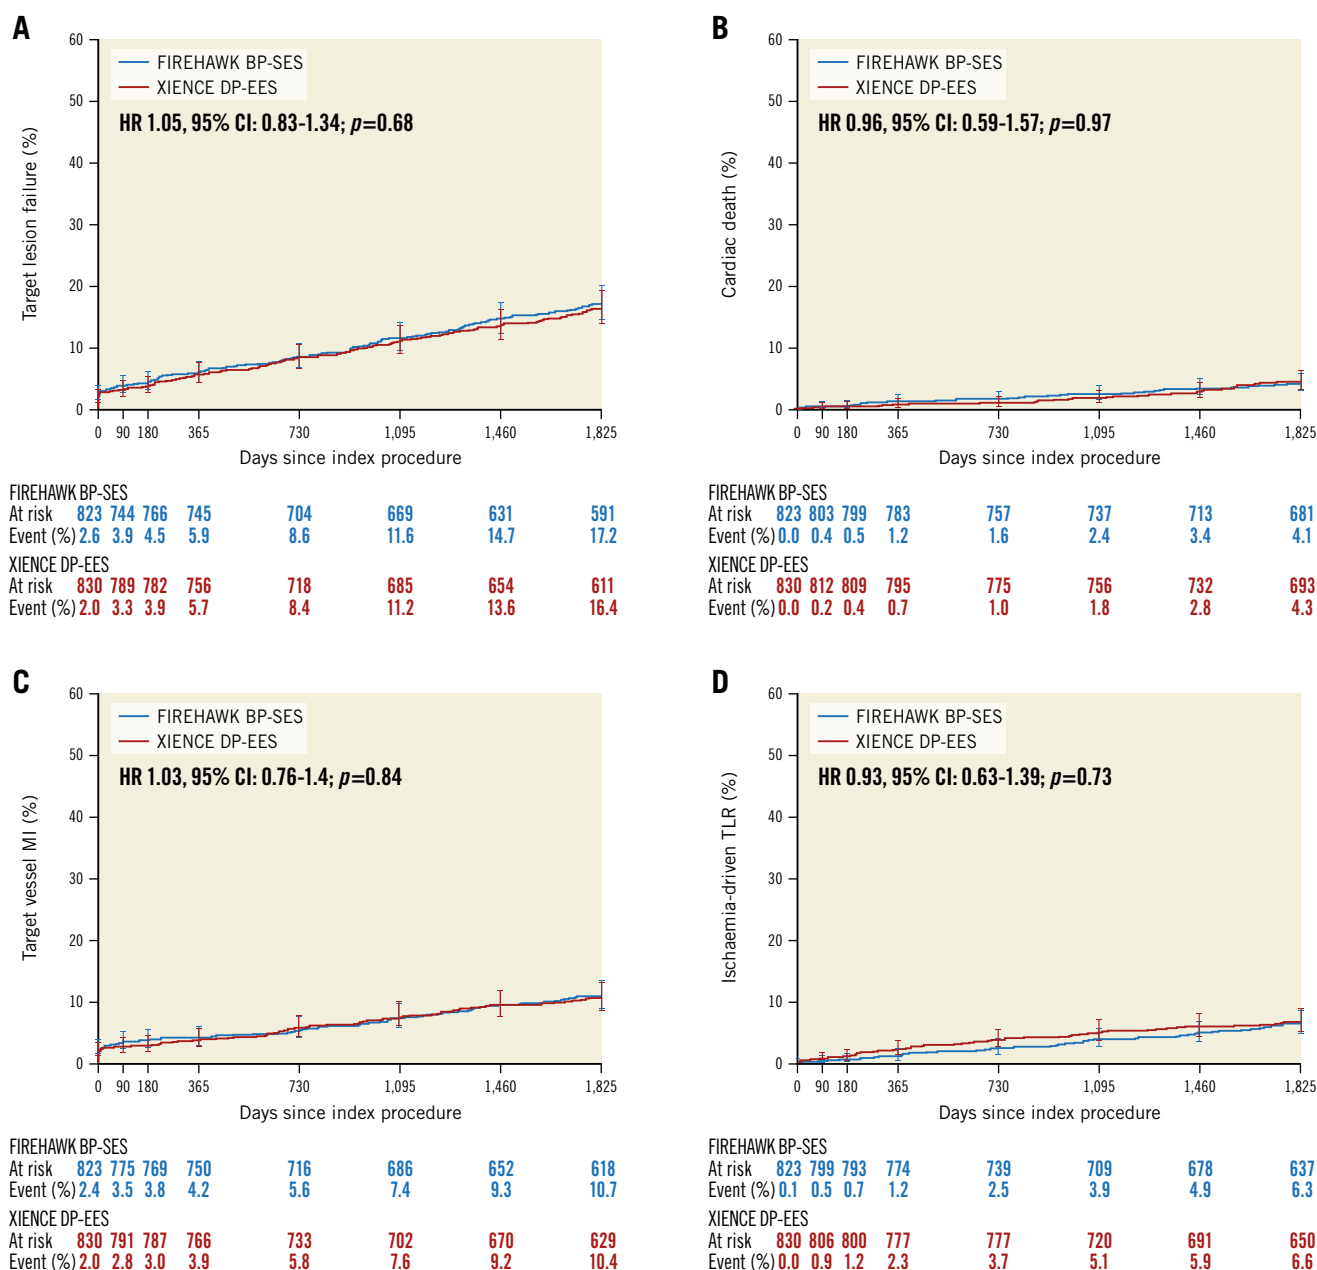 A
60
50
40
30
20
10
0
Target lesion failure (%)
FIREHAWK BP-SES
XIENCE DP-EES
HR 1.05, 95% CI: 0.83-1.34; p=0.68
0 90 180 365 730 1,095 1,460 1,825
Days since index procedure
FIREHAWK BP-SES
At risk 823 744 766 745 704 669 631 591
Event (%) 2.6 3.9 4.5 5.9 8.6 11.6 14.7 17.2
XIENCE DP-EES
At risk 830 789 782 756 718 685 654 611
Event (%) 2.0 3.3 3.9 5.7 8.4 11.2 13.6 16.4
B
60
50
40
30
20
10
0
Cardiac death (%)
FIREHAWK BP-SES
XIENCE DP-EES
HR 0.96, 95% CI: 0.59-1.57; p=0.97
0 90 180 365 730 1,095 1,460 1,825
Days since index procedure
FIREHAWK BP-SES
At risk 823 803 799 783 757 737 713 681
Event (%) 0.0 0.4 0.5 1.2 1.6 2.4 3.4 4.1
XIENCE DP-EES
At risk 830 812 809 795 775 756 732 693
Event (%) 0.0 0.2 0.4 0.7 1.0 1.8 2.8 4.3
C
60
50
40
30
20
10
0
Target vessel MI (%)
FIREHAWK BP-SES
XIENCE DP-EES
HR 1.03, 95% CI: 0.76-1.4; p=0.84
0 90 180 365 730 1,095 1,460 1,825
Days since index procedure
FIREHAWK BP-SES
At risk 823 775 769 750 716 686 652 618
Event (%) 2.4 3.5 3.8 4.2 5.6 7.4 9.3 10.7
XIENCE DP-EES
At risk 830 791 787 766 733 702 670 629
Event (%) 2.0 2.8 3.0 3.9 5.8 7.6 9.2 10.4
D
60
50
40
30
20
10
0
Ischaemia-driven TLR (%)
FIREHAWK BP-SES
XIENCE DP-EES
HR 0.93, 95% CI: 0.63-1.39; p=0.73
0 90 180 365 730 1,095 1,460 1,825
Days since index procedure
FIREHAWK BP-SES
At risk 823 799 793 774 739 709 678 637
Event (%) 0.1 0.5 0.7 1.2 2.5 3.9 4.9 6.3
XIENCE DP-EES
At risk 830 806 800 777 777 720 691 650
Event (%) 0.0 0.9 1.2 2.3 3.7 5.1 5.9 6.6